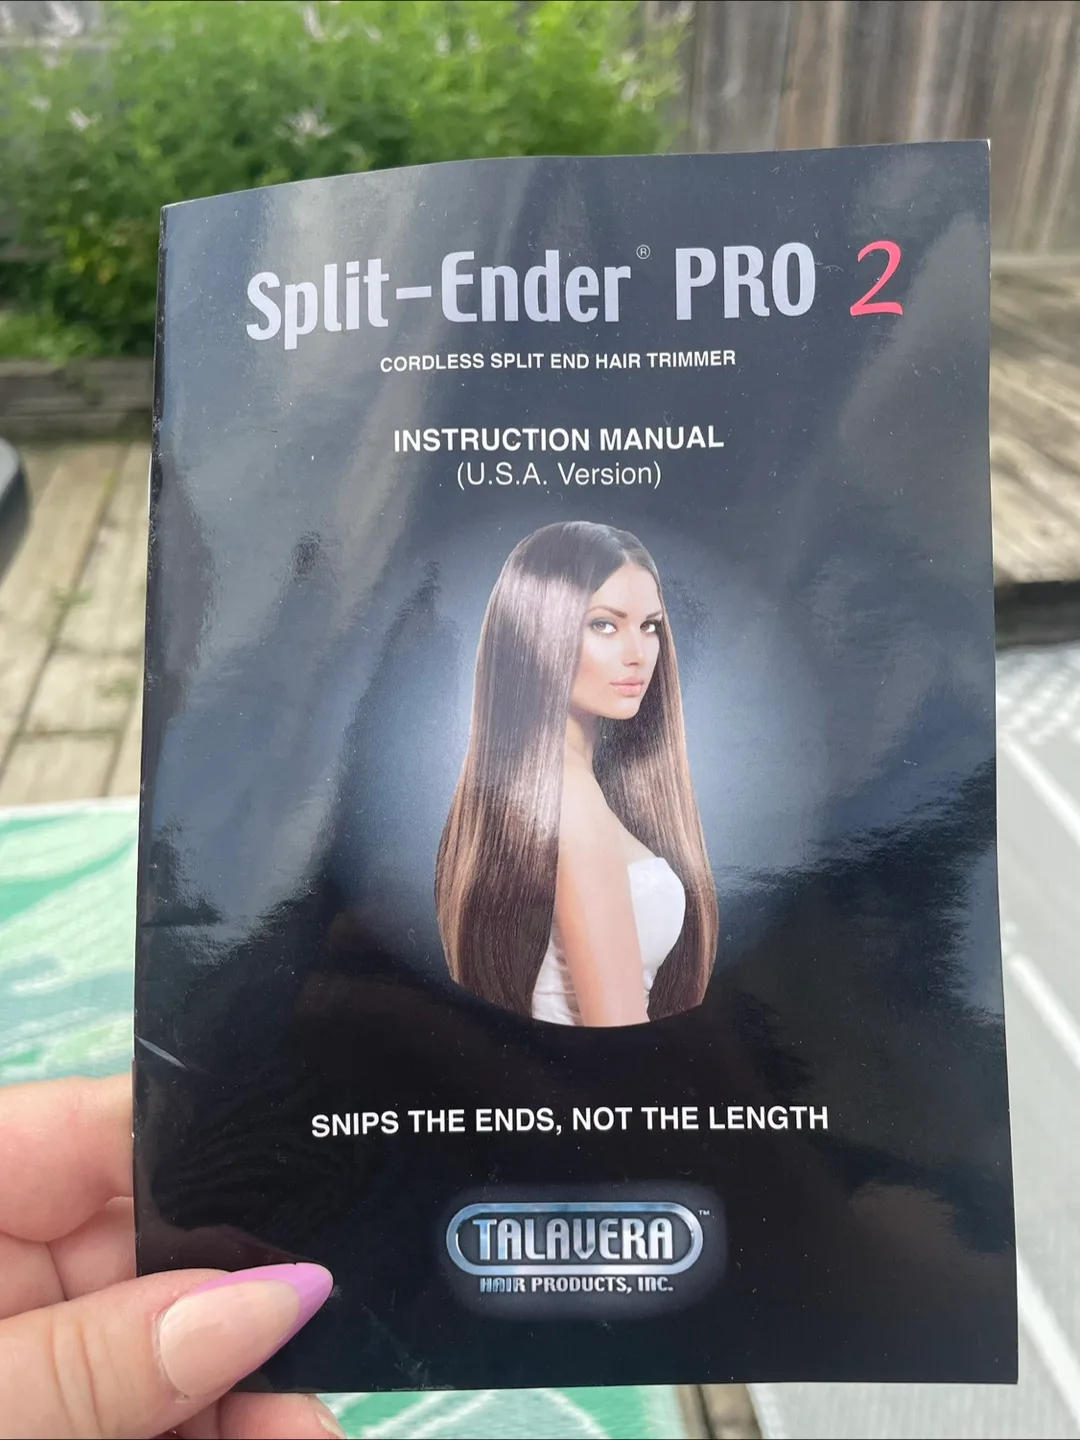 Split-Ender® PRO 2
CORDLESS SPLIT END HAIR TRIMMER
INSTRUCTION MANUAL
(U.S.A. Version)
SNIPS THE ENDS, NOT THE LENGTH
TALAVERA™
HAIR PRODUCTS, INC.